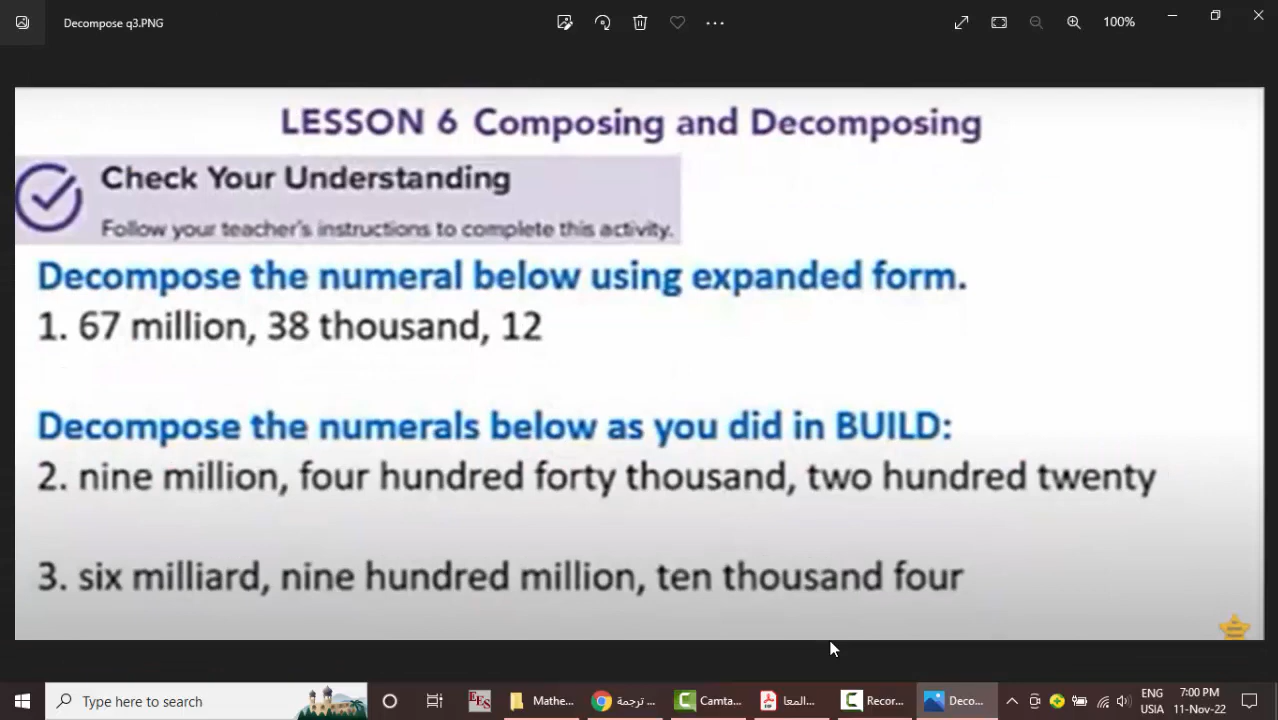 Decompose q3.PNG
100%
LESSON 6 Composing and Decomposing
Check Your Understanding
Follow your teacher's instructions to complete this activity.
Decompose the numeral below using expanded form.
1. 67 million, 38 thousand, 12
Decompose the numerals below as you did in BUILD:
2. nine million, four hundred forty thousand, two hundred twenty
3. six milliard, nine hundred million, ten thousand four
Type here to search
EES
Mathe...
ترجمة ...
Camta...
المعا...
Recor...
Deco...
ENG
USIA
7:00 PM
11-Nov-22